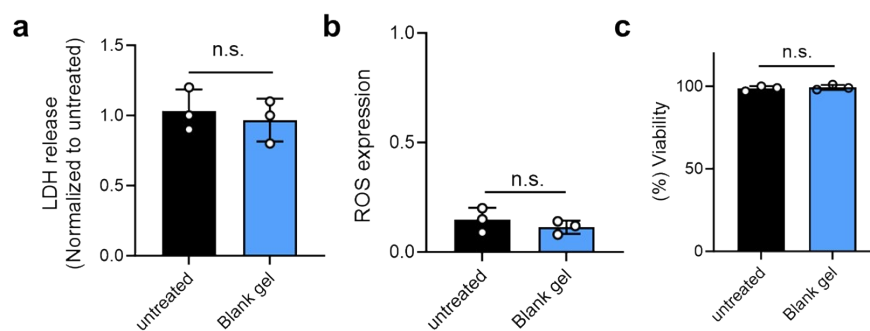 a
LDH release
(Normalized to untreated)
1.5
1.0
0.5
0.0
n.s.
untreated
Blank gel
b
ROS expression
1.0
0.5
0.0
n.s.
untreated
Blank gel
c
(%) Viability
100
50
0
n.s.
untreated
Blank gel